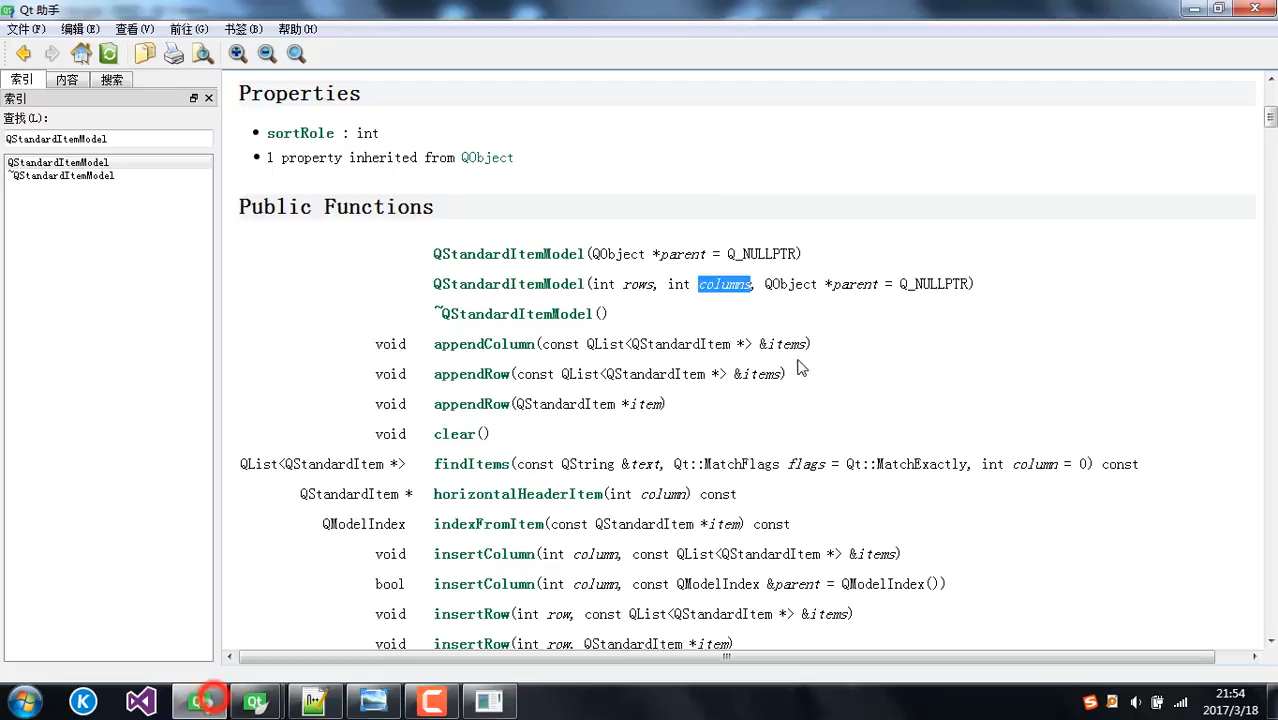 Qt 助手
文件(F) 编辑(E) 查看(V) 前往(G) 书签(B) 帮助(H)
索引 内容 搜索
索引
查找(L):
QStandardItemModel
QStandardItemModel
~QStandardItemModel
Properties
• sortRole : int
• 1 property inherited from QObject
Public Functions
QStandardItemModel(QObject *parent = Q_NULLPTR)
QStandardItemModel(int rows, int columns, QObject *parent = Q_NULLPTR)
~QStandardItemModel()
void appendColumn(const QList<QStandardItem *> &items)
void appendRow(const QList<QStandardItem *> &items)
void appendRow(QStandardItem *item)
void clear()
QList<QStandardItem *> findItems(const QString &text, Qt::MatchFlags flags = Qt::MatchExactly, int column = 0) const
QStandardItem * horizontalHeaderItem(int column) const
QModelIndex indexFromItem(const QStandardItem *item) const
void insertColumn(int column, const QList<QStandardItem *> &items)
bool insertColumn(int column, const QModelIndex &parent = QModelIndex())
void insertRow(int row, const QList<QStandardItem *> &items)
void insertRow(int row, QStandardItem *item)
21:54
2017/3/18